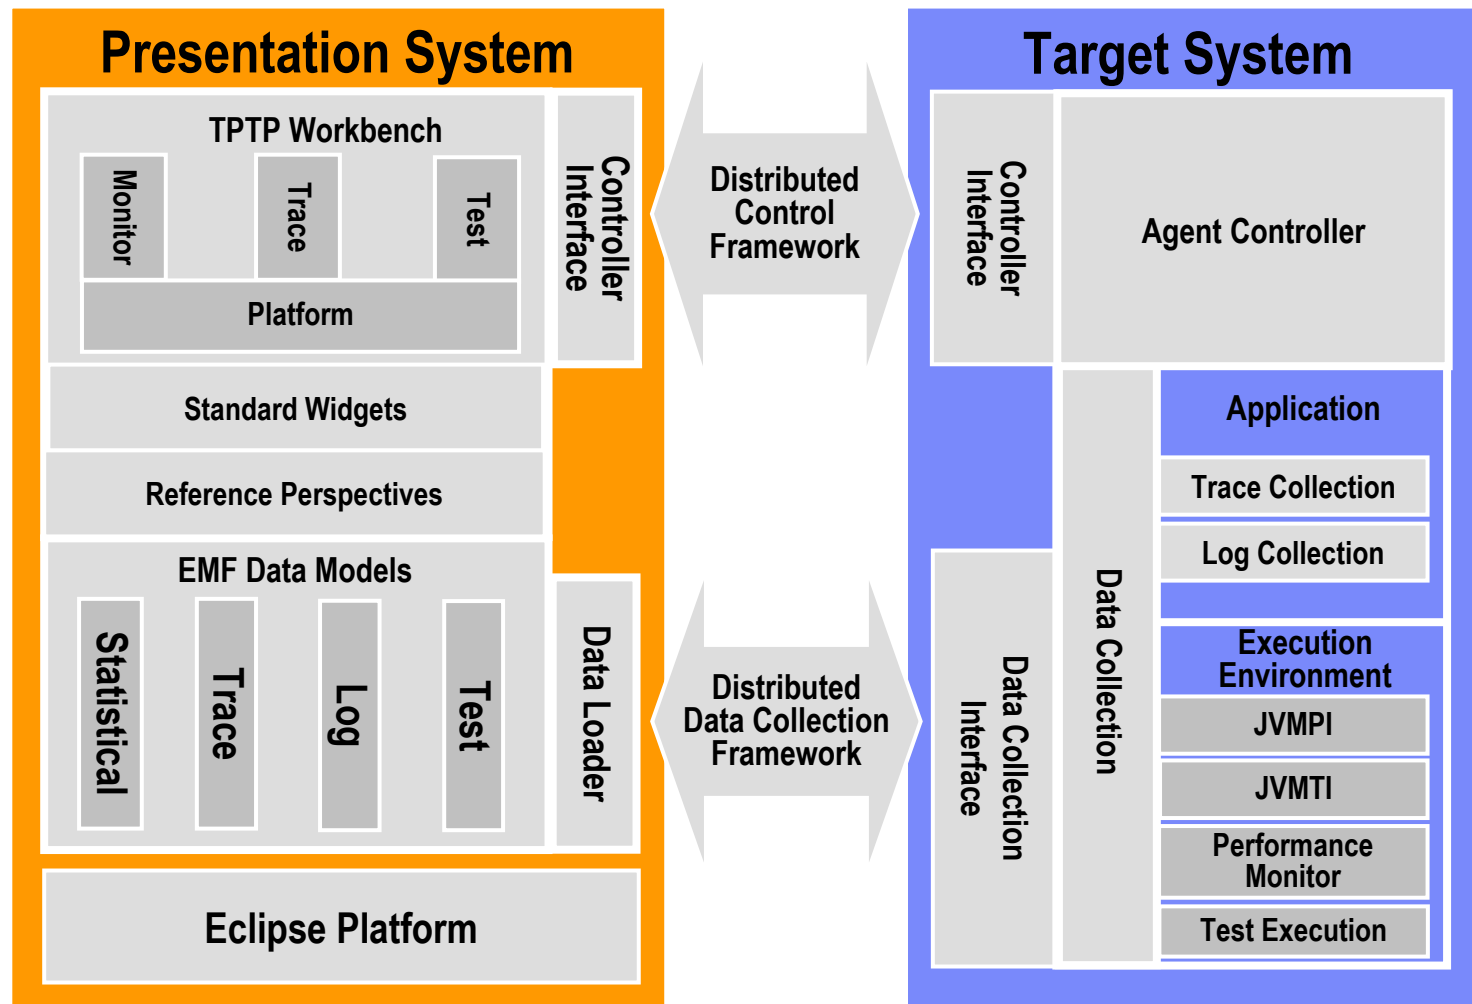 Presentation System
TPTP Workbench
Monitor
Trace
Test
Platform
Controller
Interface
Standard Widgets
Reference Perspectives
EMF Data Models
Statistical
Trace
Log
Test
Data Loader
Eclipse Platform
Distributed
Control
Framework
Distributed
Data Collection
Framework
Target System
Controller
Interface
Agent Controller
Data Collection
Interface
Data Collection
Application
Trace Collection
Log Collection
Execution
Environment
JVMPI
JVMTI
Performance
Monitor
Test Execution